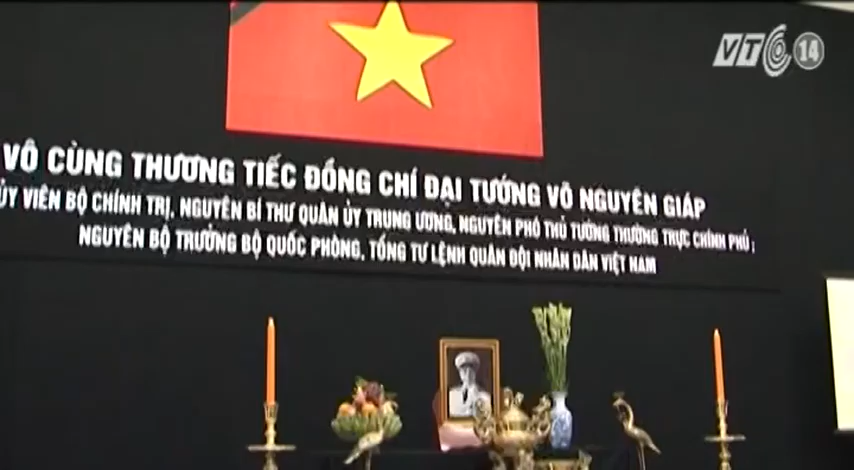 VTC 14
VÔ CÙNG THƯƠNG TIẾC ĐỒNG CHÍ ĐẠI TƯỚNG VÕ NGUYÊN GIÁP
ỦY VIÊN BỘ CHÍNH TRỊ, NGUYÊN BÍ THƯ QUÂN ỦY TRUNG ƯƠNG, NGUYÊN PHÓ THỦ TƯỚNG THƯỜNG TRỰC CHÍNH PHỦ;
NGUYÊN BỘ TRƯỞNG BỘ QUỐC PHÒNG, TỔNG TƯ LỆNH QUÂN ĐỘI NHÂN DÂN VIỆT NAM